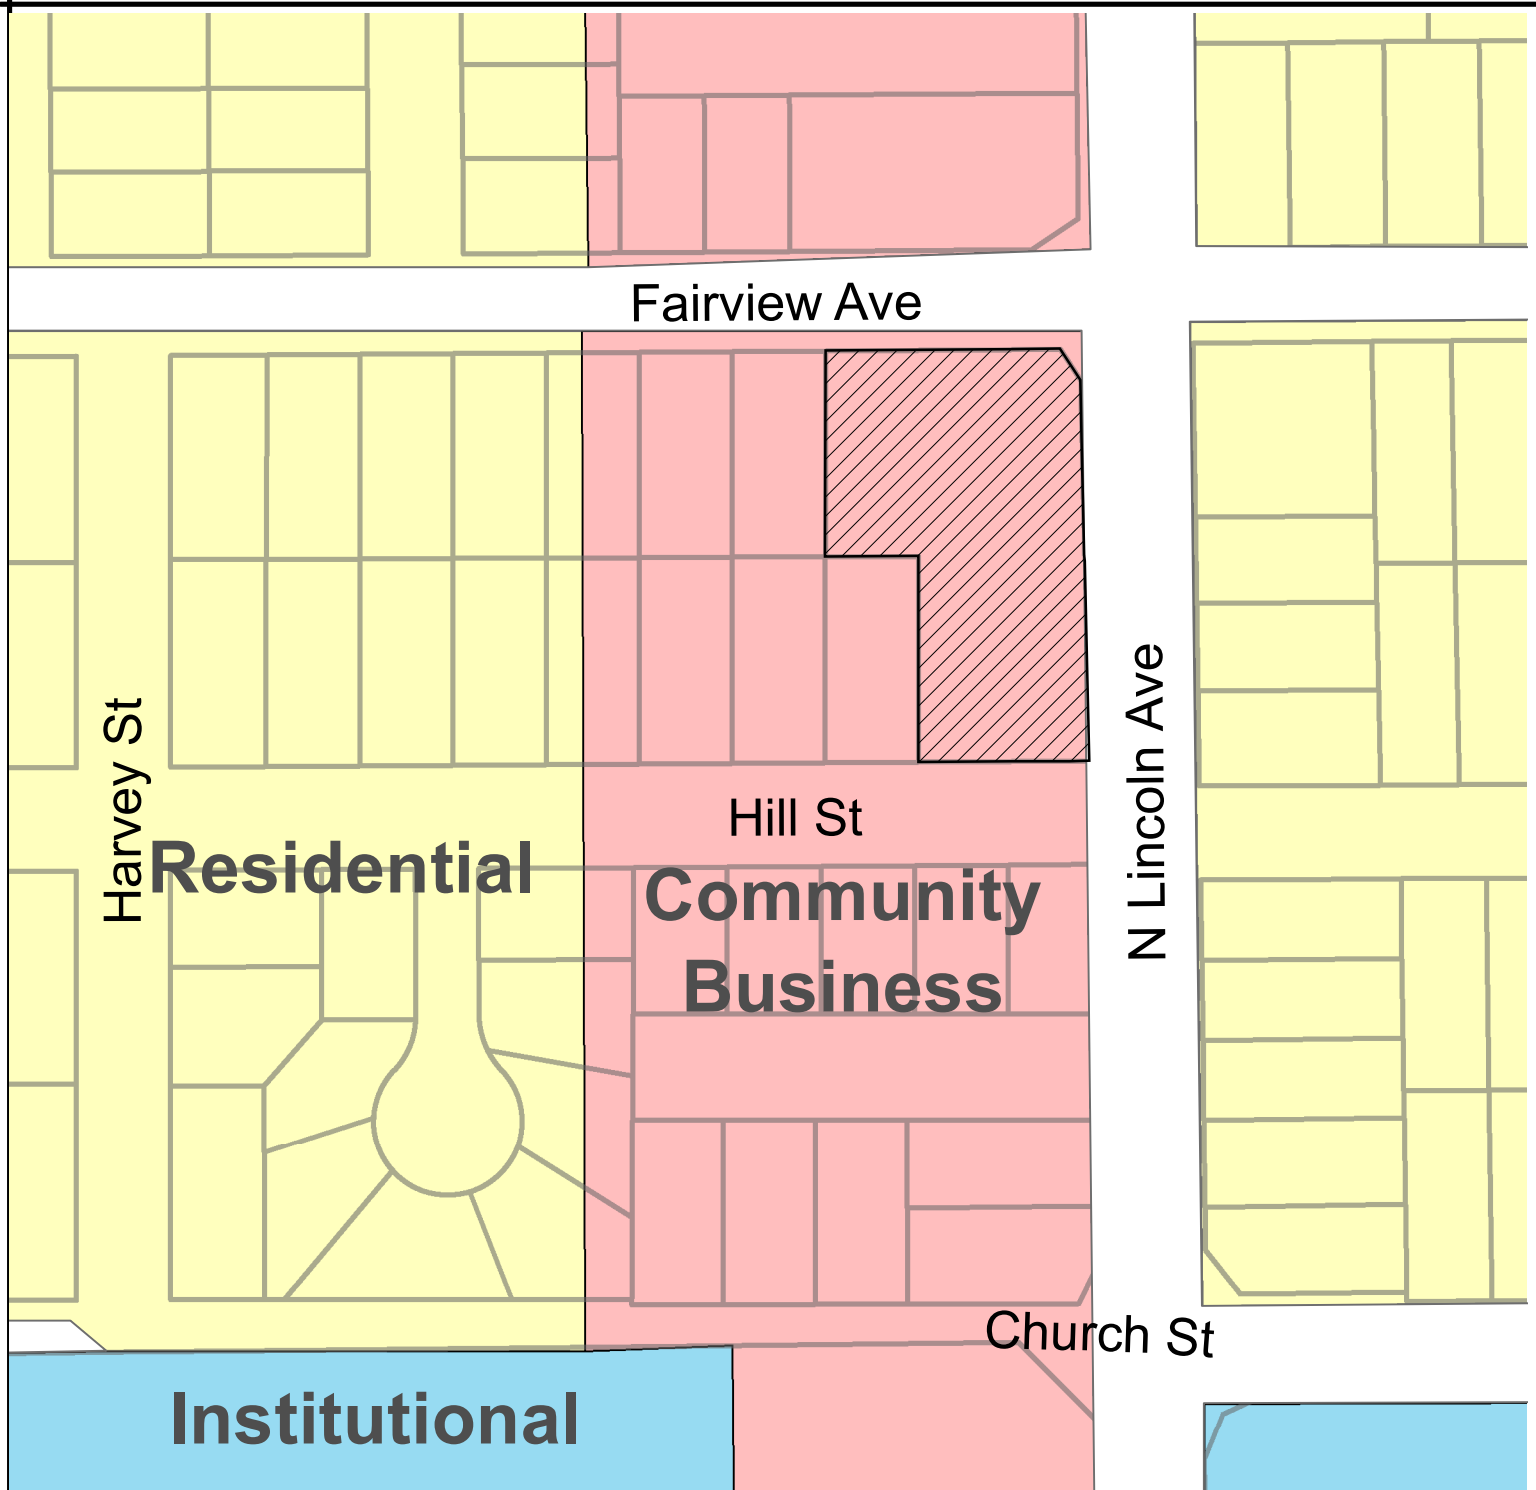 Fairview Ave
Harvey St
N Lincoln Ave
Hill St
Residential
Community
Business
Church St
Institutional